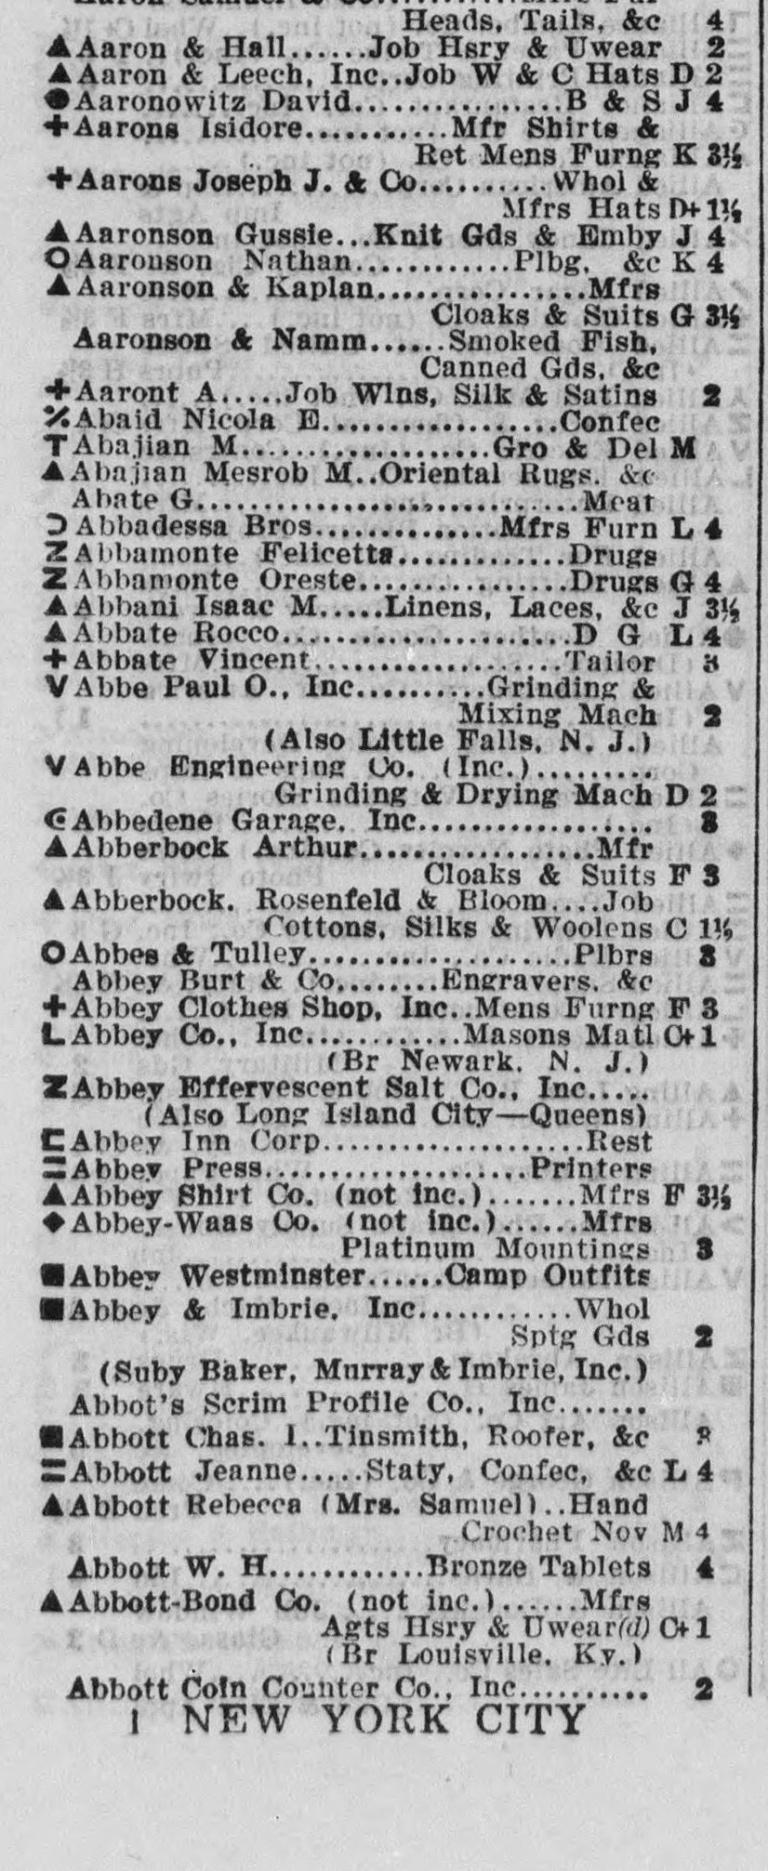 Heads, Tails, &c 4
▲Aaron & Hall......Job Hsry & Uwear 2
▲Aaron & Leech, Inc..Job W & C Hats D 2
●Aaronowitz David.................B & S J 4
+Aarons Isidore...........Mfr Shirts &
Ret Mens Furng K 3½
+Aarons Joseph J. & Co..........Whol &
Mfrs Hats D+ 1½
▲Aaronson Gussie...Knit Gds & Emby J 4
OAaronson Nathan............Plbg, &c K 4
▲Aaronson & Kaplan.................Mfrs
Cloaks & Suits G 3½
Aaronson & Namm......Smoked Fish,
Canned Gds, &c
+Aaront A.....Job Wlns, Silk & Satins 2
%Abaid Nicola E...................Confec
TAbajian M....................Gro & Del M
▲Abajian Mesrob M..Oriental Rugs, &c
Abate G...............................Meat
ↃAbbadessa Bros...............Mfrs Furn L 4
ZAbbamonte Felicetta..............Drugs
ZAbbamonte Oreste.................Drugs G 4
▲Abbani Isaac M.....Linens, Laces, &c J 3½
▲Abbate Rocco.......................D G L 4
+Abbate Vincent....................Tailor 3
VAbbe Paul O., Inc..........Grinding &
Mixing Mach 2
(Also Little Falls, N. J.)
VAbbe Engineering Co. (Inc.).........
Grinding & Drying Mach D 2
Abbedene Garage, Inc.................. 3
▲Abberbock Arthur...................Mfr
Cloaks & Suits F 3
▲Abberbock, Rosenfeld & Bloom....Job
Cottons, Silks & Woolens C 1½
OAbbes & Tulley.....................Plbrs 3
Abbey Burt & Co........Engravers, &c
+Abbey Clothes Shop, Inc..Mens Furng F 3
LAbbey Co., Inc............Masons Matl C+ 1
(Br Newark, N. J.)
ZAbbey Effervescent Salt Co., Inc.....
(Also Long Island City—Queens)
⊏Abbey Inn Corp.....................Rest
=Abbey Press.....................Printers
▲Abbey Shirt Co. (not inc.).......Mfrs F 3½
◆Abbey-Waas Co. (not inc.)......Mfrs
Platinum Mountings 3
■Abbey Westminster......Camp Outfits
■Abbey & Imbrie, Inc............Whol
Sptg Gds 2
(Suby Baker, Murray & Imbrie, Inc.)
Abbot's Scrim Profile Co., Inc.......
■Abbott Chas. I..Tinsmith, Roofer, &c
=Abbott Jeanne.....Staty, Confec, &c L 4
▲Abbott Rebecca (Mrs. Samuel)..Hand
Crochet Nov M 4
Abbott W. H............Bronze Tablets 4
▲Abbott-Bond Co. (not inc.)......Mfrs
Agts Hsry & Uwear(d) C+ 1
(Br Louisville, Ky.)
Abbott Coin Counter Co., Inc.......... 2
1 NEW YORK CITY